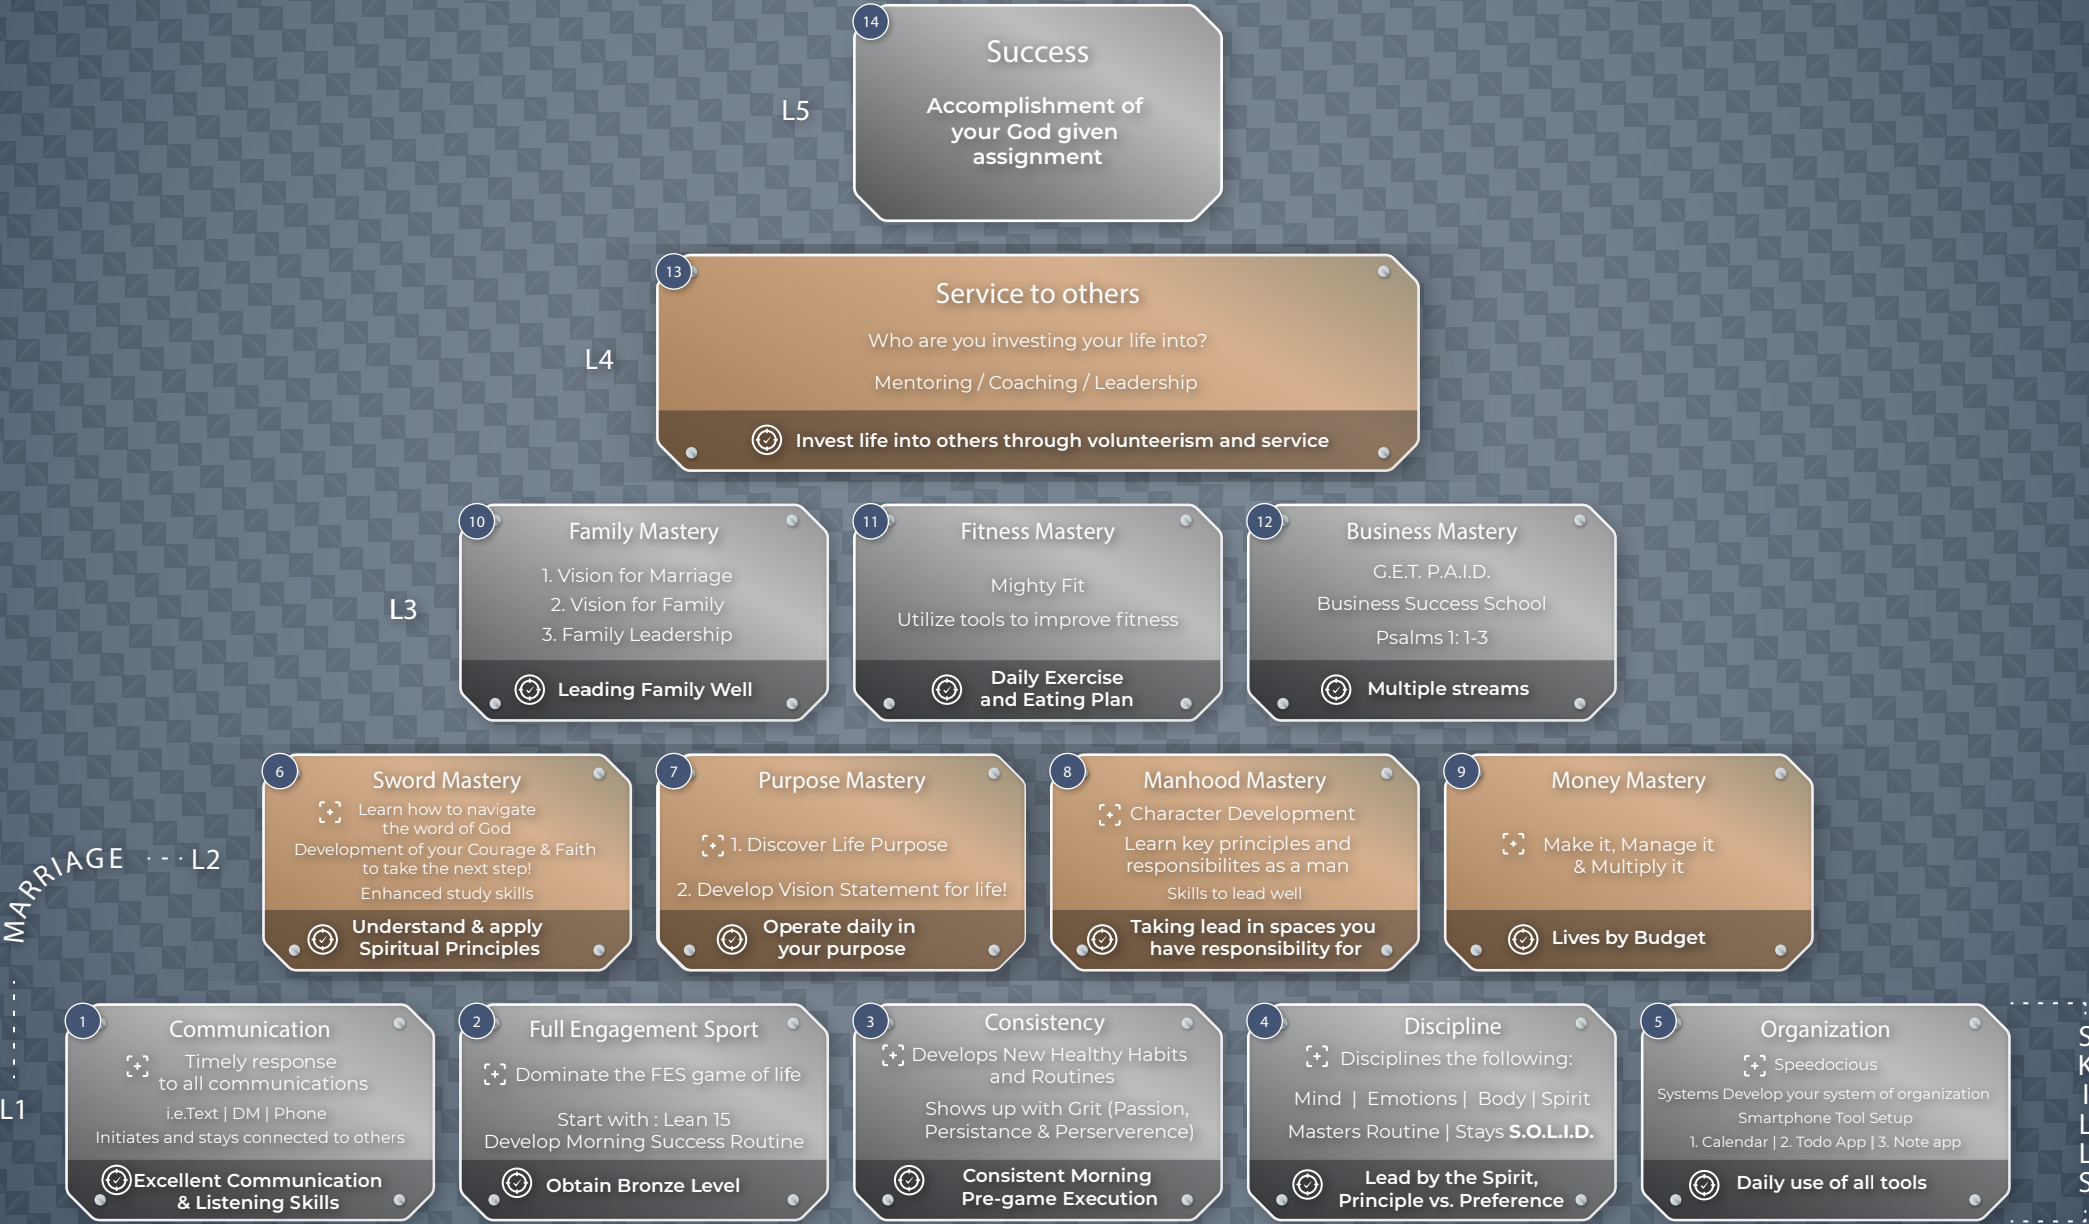 14
Success
Accomplishment of
your God given
assignment
L5
13
Service to others
Who are you investing your life into?
Mentoring / Coaching / Leadership
Invest life into others through volunteerism and service
L4
10
Family Mastery
1. Vision for Marriage
2. Vision for Family
3. Family Leadership
Leading Family Well
11
Fitness Mastery
Mighty Fit
Utilize tools to improve fitness
Daily Exercise
and Eating Plan
12
Business Mastery
G.E.T. P.A.I.D.
Business Success School
Psalms 1: 1-3
Multiple streams
L3
6
Sword Mastery
Learn how to navigate
the word of God
Development of your Courage & Faith
to take the next step!
Enhanced study skills
Understand & apply
Spiritual Principles
7
Purpose Mastery
1. Discover Life Purpose
2. Develop Vision Statement for life!
Operate daily in
your purpose
8
Manhood Mastery
Character Development
Learn key principles and
responsibilites as a man
Skills to lead well
Taking lead in spaces you
have responsibility for
9
Money Mastery
Make it, Manage it
& Multiply it
Lives by Budget
MARRIAGE
L2
1
Communication
Timely response
to all communications
i.e.Text | DM | Phone
Initiates and stays connected to others
Excellent Communication
& Listening Skills
2
Full Engagement Sport
Dominate the FES game of life
Start with : Lean 15
Develop Morning Success Routine
Obtain Bronze Level
3
Consistency
Develops New Healthy Habits
and Routines
Shows up with Grit (Passion,
Persistance & Perserverence)
Consistent Morning
Pre-game Execution
4
Discipline
Disciplines the following:
Mind | Emotions | Body | Spirit
Masters Routine | Stays S.O.L.I.D.
Lead by the Spirit,
Principle vs. Preference
5
Organization
Speedocious
Systems Develop your system of organization
Smartphone Tool Setup
1. Calendar | 2. Todo App | 3. Note app
Daily use of all tools
L1
SKILLS